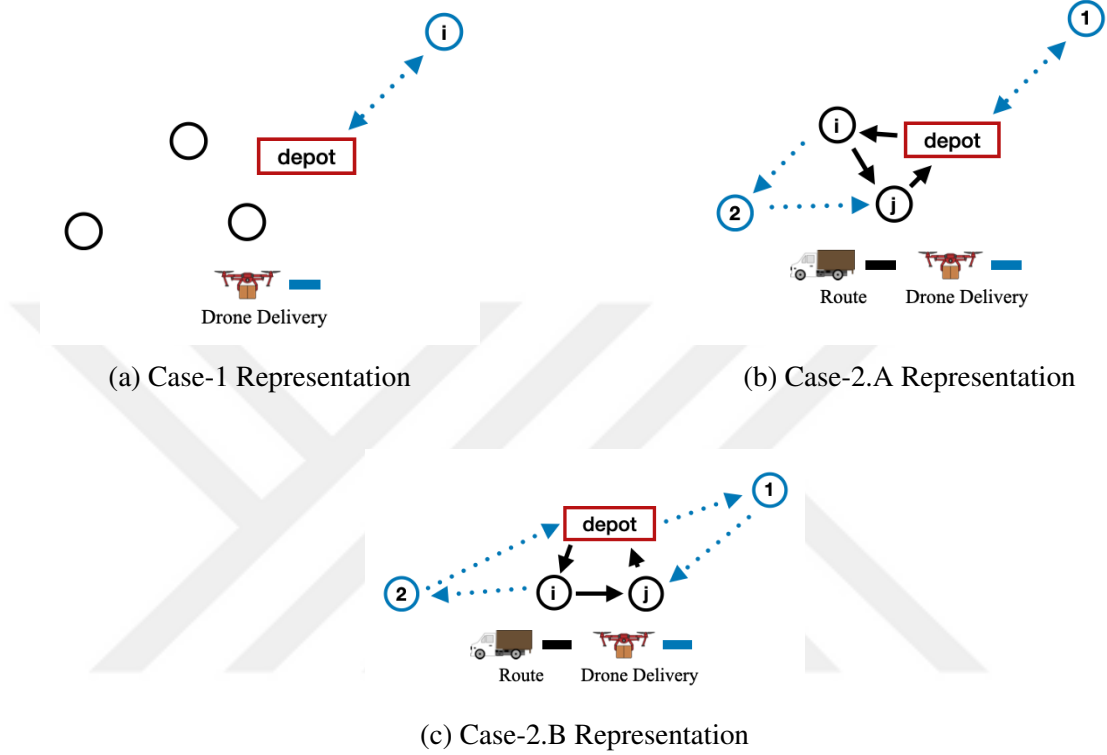 i
depot
Drone Delivery
(a) Case-1 Representation
1
i
depot
2
j
Route Drone Delivery
(b) Case-2.A Representation
1
depot
2
i
j
Route Drone Delivery
(c) Case-2.B Representation